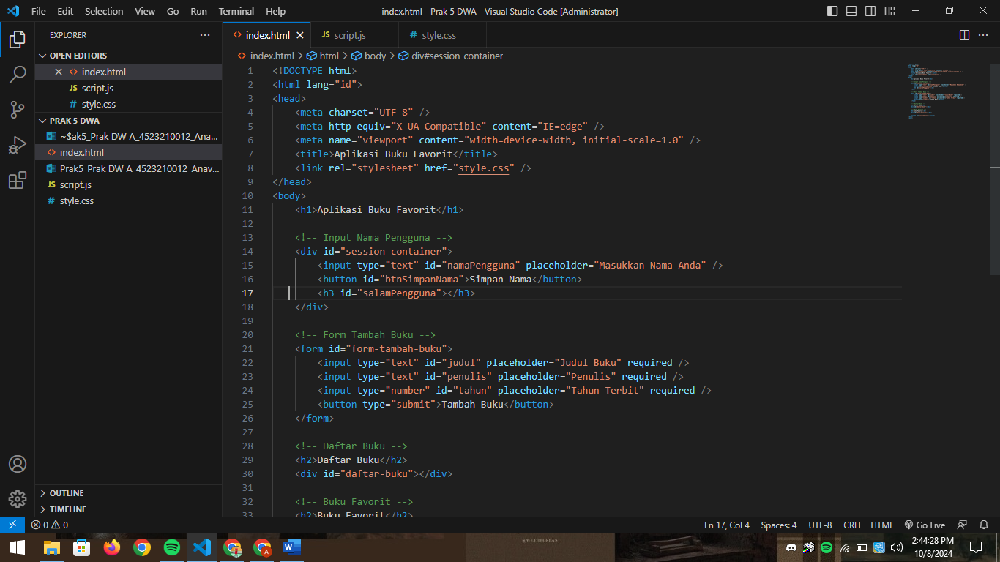 File Edit Selection View Go Run Terminal Help
index.html - Prak 5 DWA - Visual Studio Code [Administrator]
EXPLORER
OPEN EDITORS
index.html
JS script.js
# style.css
PRAK 5 DWA
~$ak5_Prak DW A_4523210012_Ana...
index.html
Prak5_Prak DW A_4523210012_Anav...
JS script.js
# style.css
OUTLINE
TIMELINE
index.html
JS script.js
# style.css
index.html > html > body > div#session-container
1 <!DOCTYPE html>
2 <html lang="id">
3 <head>
4 <meta charset="UTF-8" />
5 <meta http-equiv="X-UA-Compatible" content="IE=edge" />
6 <meta name="viewport" content="width=device-width, initial-scale=1.0" />
7 <title>Aplikasi Buku Favorit</title>
8 <link rel="stylesheet" href="style.css" />
9 </head>
10 <body>
11 <h1>Aplikasi Buku Favorit</h1>
12
13 <!-- Input Nama Pengguna -->
14 <div id="session-container">
15 <input type="text" id="namaPengguna" placeholder="Masukkan Nama Anda" />
16 <button id="btnSimpanNama">Simpan Nama</button>
17 <h3 id="salamPengguna"></h3>
18 </div>
19
20 <!-- Form Tambah Buku -->
21 <form id="form-tambah-buku">
22 <input type="text" id="judul" placeholder="Judul Buku" required />
23 <input type="text" id="penulis" placeholder="Penulis" required />
24 <input type="number" id="tahun" placeholder="Tahun Terbit" required />
25 <button type="submit">Tambah Buku</button>
26 </form>
27
28 <!-- Daftar Buku -->
29 <h2>Daftar Buku</h2>
30 <div id="daftar-buku"></div>
31
32 <!-- Buku Favorit -->
33 <h2>Buku Favorit</h2>
0 0
Ln 17, Col 4 Spaces: 4 UTF-8 CRLF HTML Go Live
2:44:28 PM
10/8/2024